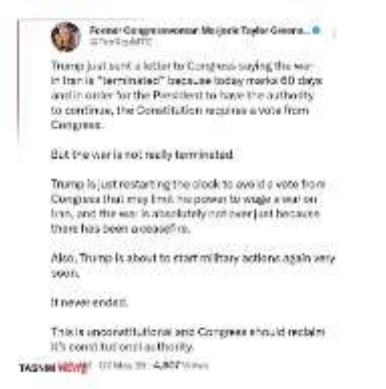 Former Congresswoman Marjorie Taylor Greene...
Trump just sent a letter to Congress saying the war
in Iran is "terminated" because today marks 60 days
and in order for the President to have the authority
to continue, the Constitution requires a vote from
Congress.
But the war is not really terminated.
Trump is just restarting the clock to avoid a vote from
Congress that may limit his power to wage a war on
Iran, and the war is absolutely not over just because
there has been a ceasefire.
Also, Trump is about to start military actions again very
soon.
It never ended.
This is unconstitutional and Congress should reclaim
it's constitutional authority.
TASNIM NEWS
Views